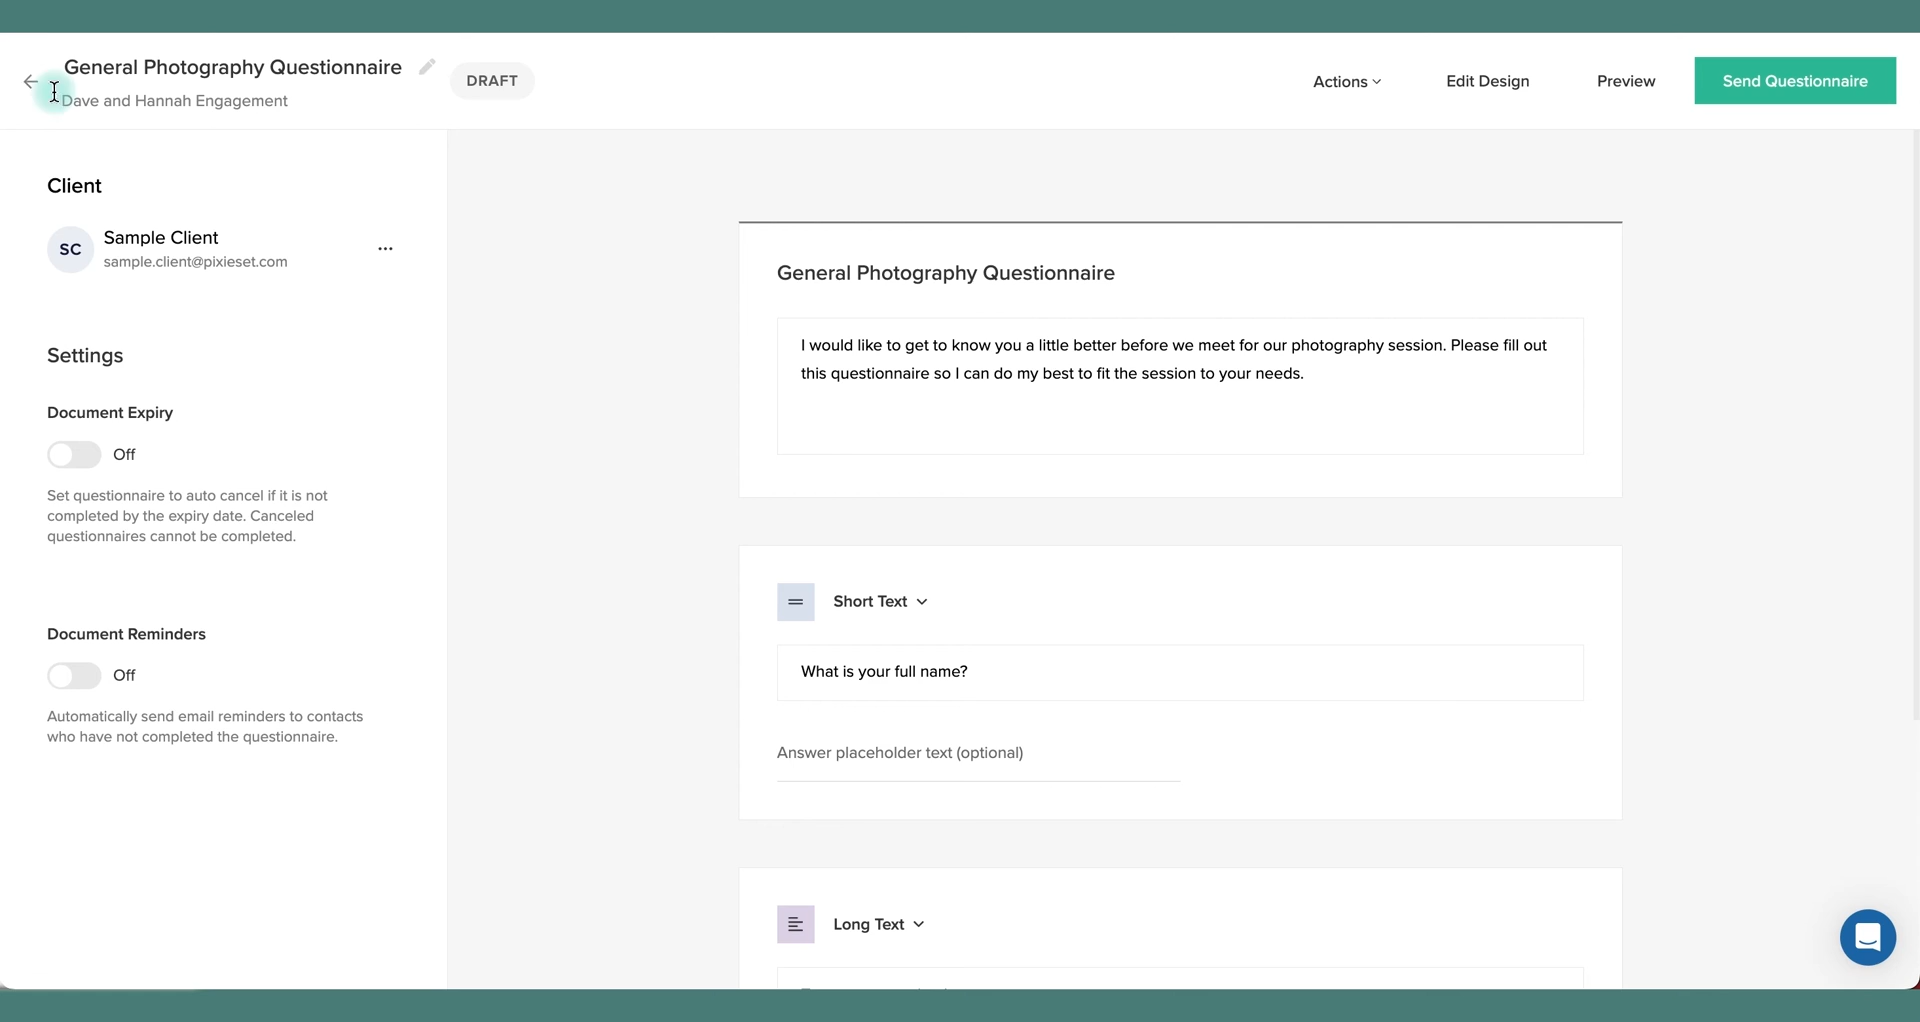 General Photography Questionnaire
Dave and Hannah Engagement
DRAFT
Actions
Edit Design
Preview
Send Questionnaire
Client
SC
Sample Client
sample.client@pixieset.com
Settings
Document Expiry
Off
Set questionnaire to auto cancel if it is not
completed by the expiry date. Canceled
questionnaires cannot be completed.
Document Reminders
Off
Automatically send email reminders to contacts
who have not completed the questionnaire.
General Photography Questionnaire
I would like to get to know you a little better before we meet for our photography session. Please fill out
this questionnaire so I can do my best to fit the session to your needs.
Short Text
What is your full name?
Answer placeholder text (optional)
Long Text